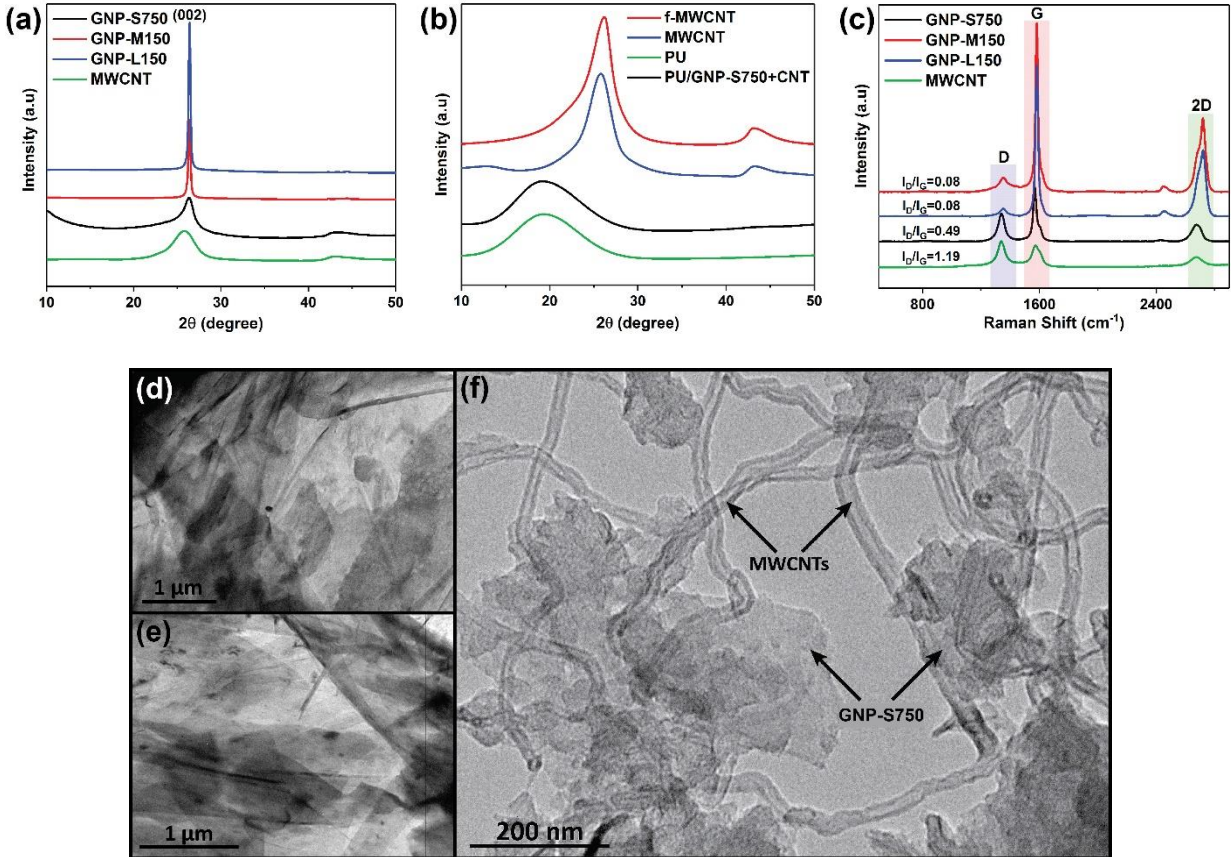 (a)
GNP-S750
(002)
GNP-M150
GNP-L150
MWCNT
Intensity (a.u)
10
20
30
40
50
2θ (degree)
(b)
f-MWCNT
MWCNT
PU
PU/GNP-S750+CNT
Intensity (a.u)
10
20
30
40
50
2θ (degree)
(c)
GNP-S750
GNP-M150
GNP-L150
MWCNT
G
2D
D
I_D/I_G=0.08
I_D/I_G=0.08
I_D/I_G=0.49
I_D/I_G=1.19
Intensity (a.u)
800
1600
2400
Raman Shift (cm⁻¹)
(d)
1 μm
(e)
1 μm
(f)
MWCNTs
GNP-S750
200 nm